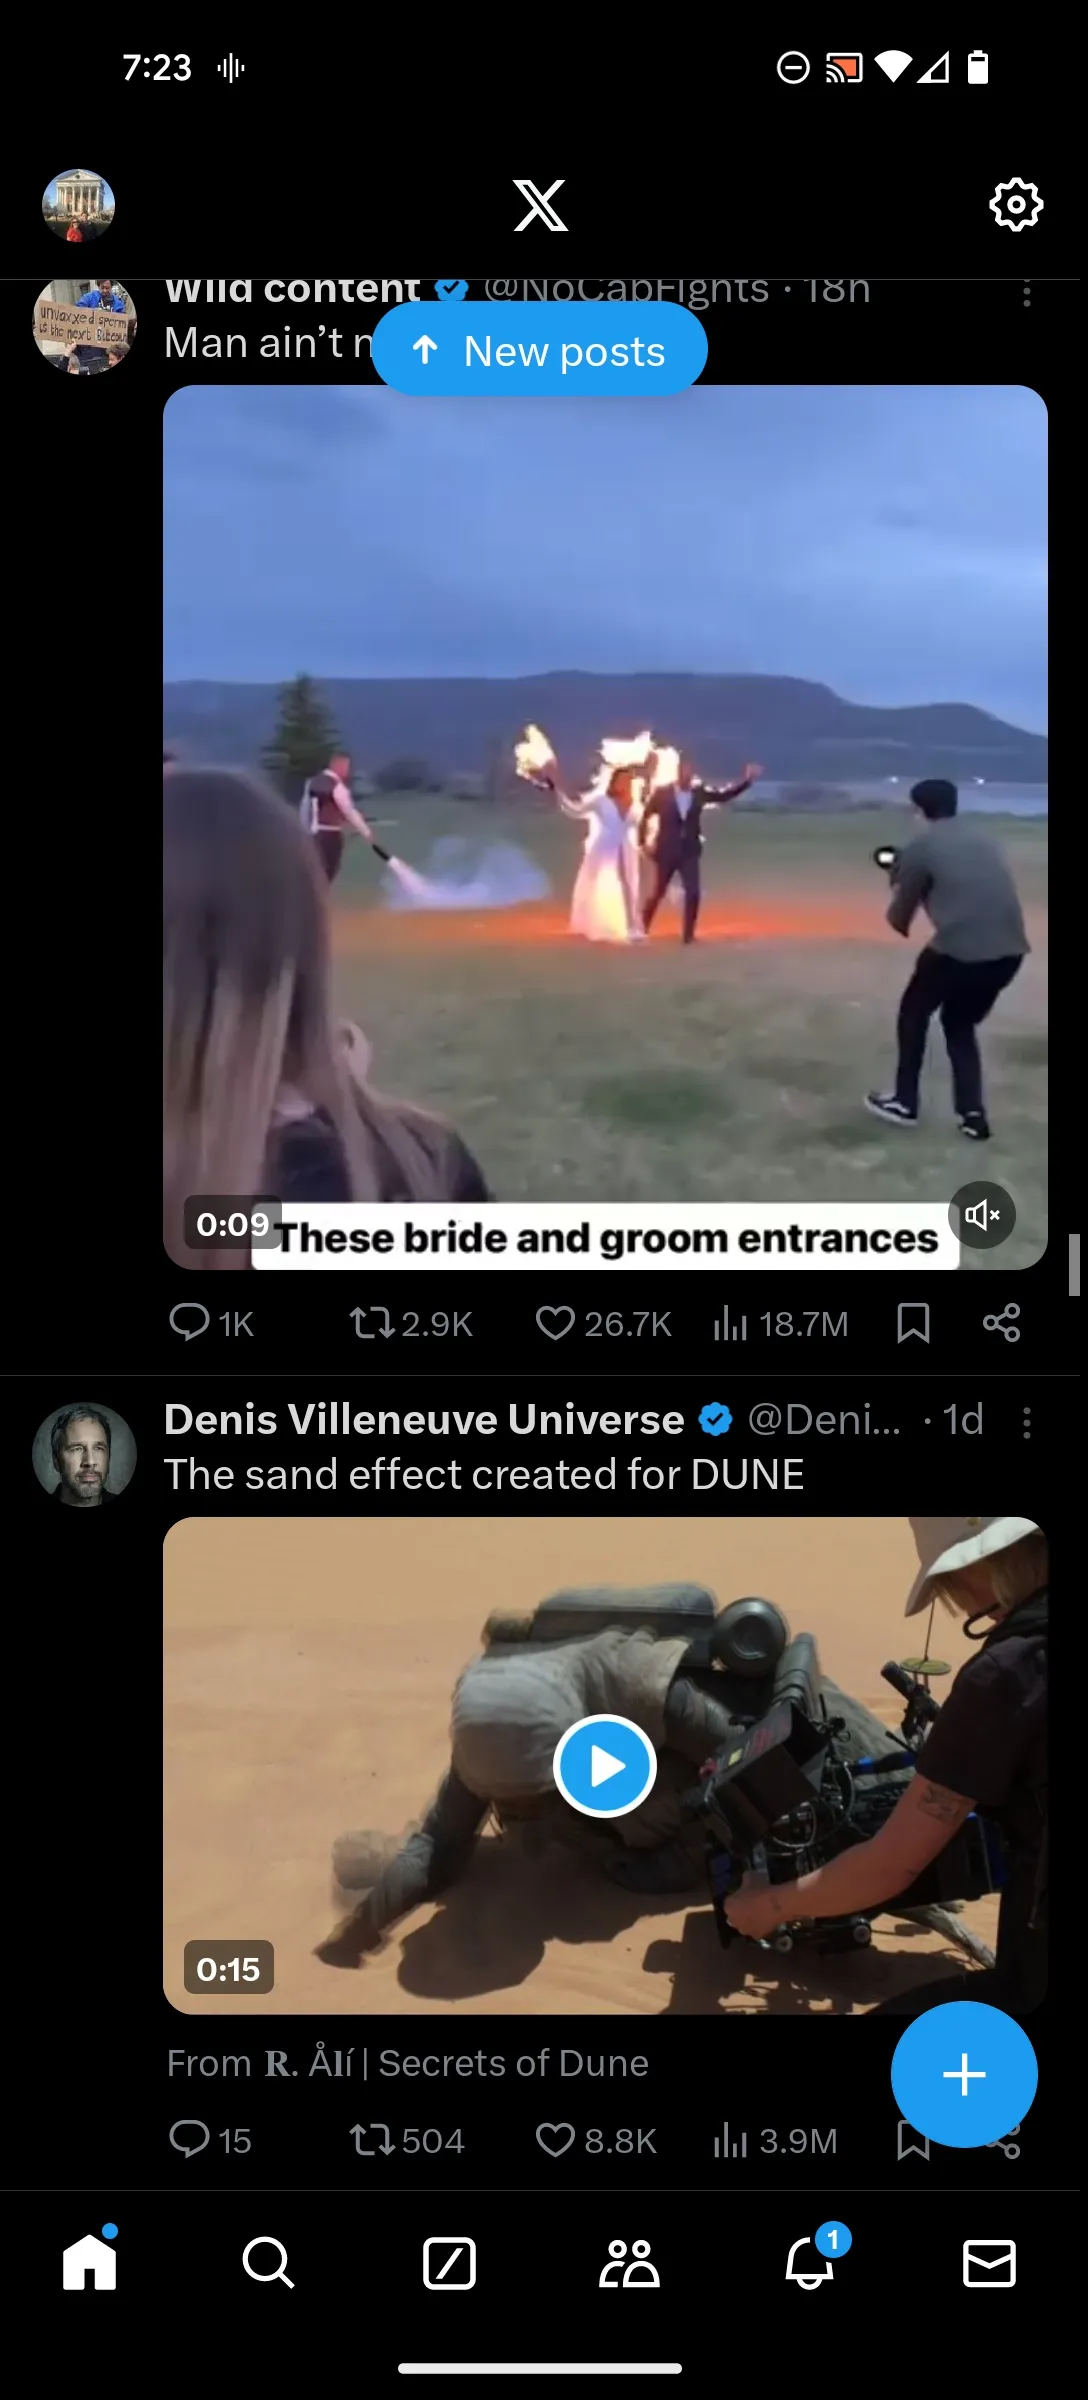 7:23
Wild content @NoCapFights · 18h
Man ain't n
↑ New posts
unvaxxed sperm
is the next Bitcoin
0:09
These bride and groom entrances
1K 2.9K 26.7K 18.7M
Denis Villeneuve Universe @Deni... · 1d
The sand effect created for DUNE
0:15
From 𝐑. Ålí | Secrets of Dune
15 504 8.8K 3.9M
1